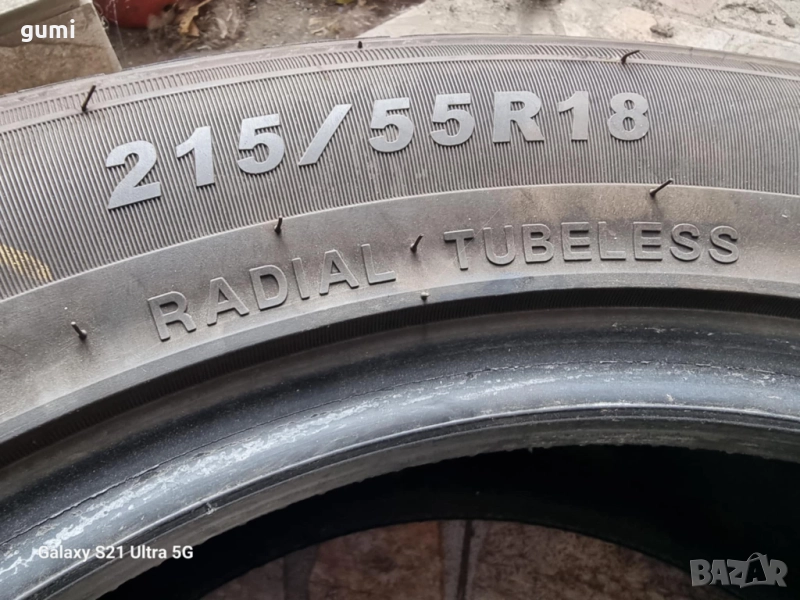 gumi
215/55R18
RADIAL TUBELESS
Galaxy S21 Ultra 5G
BAZAR